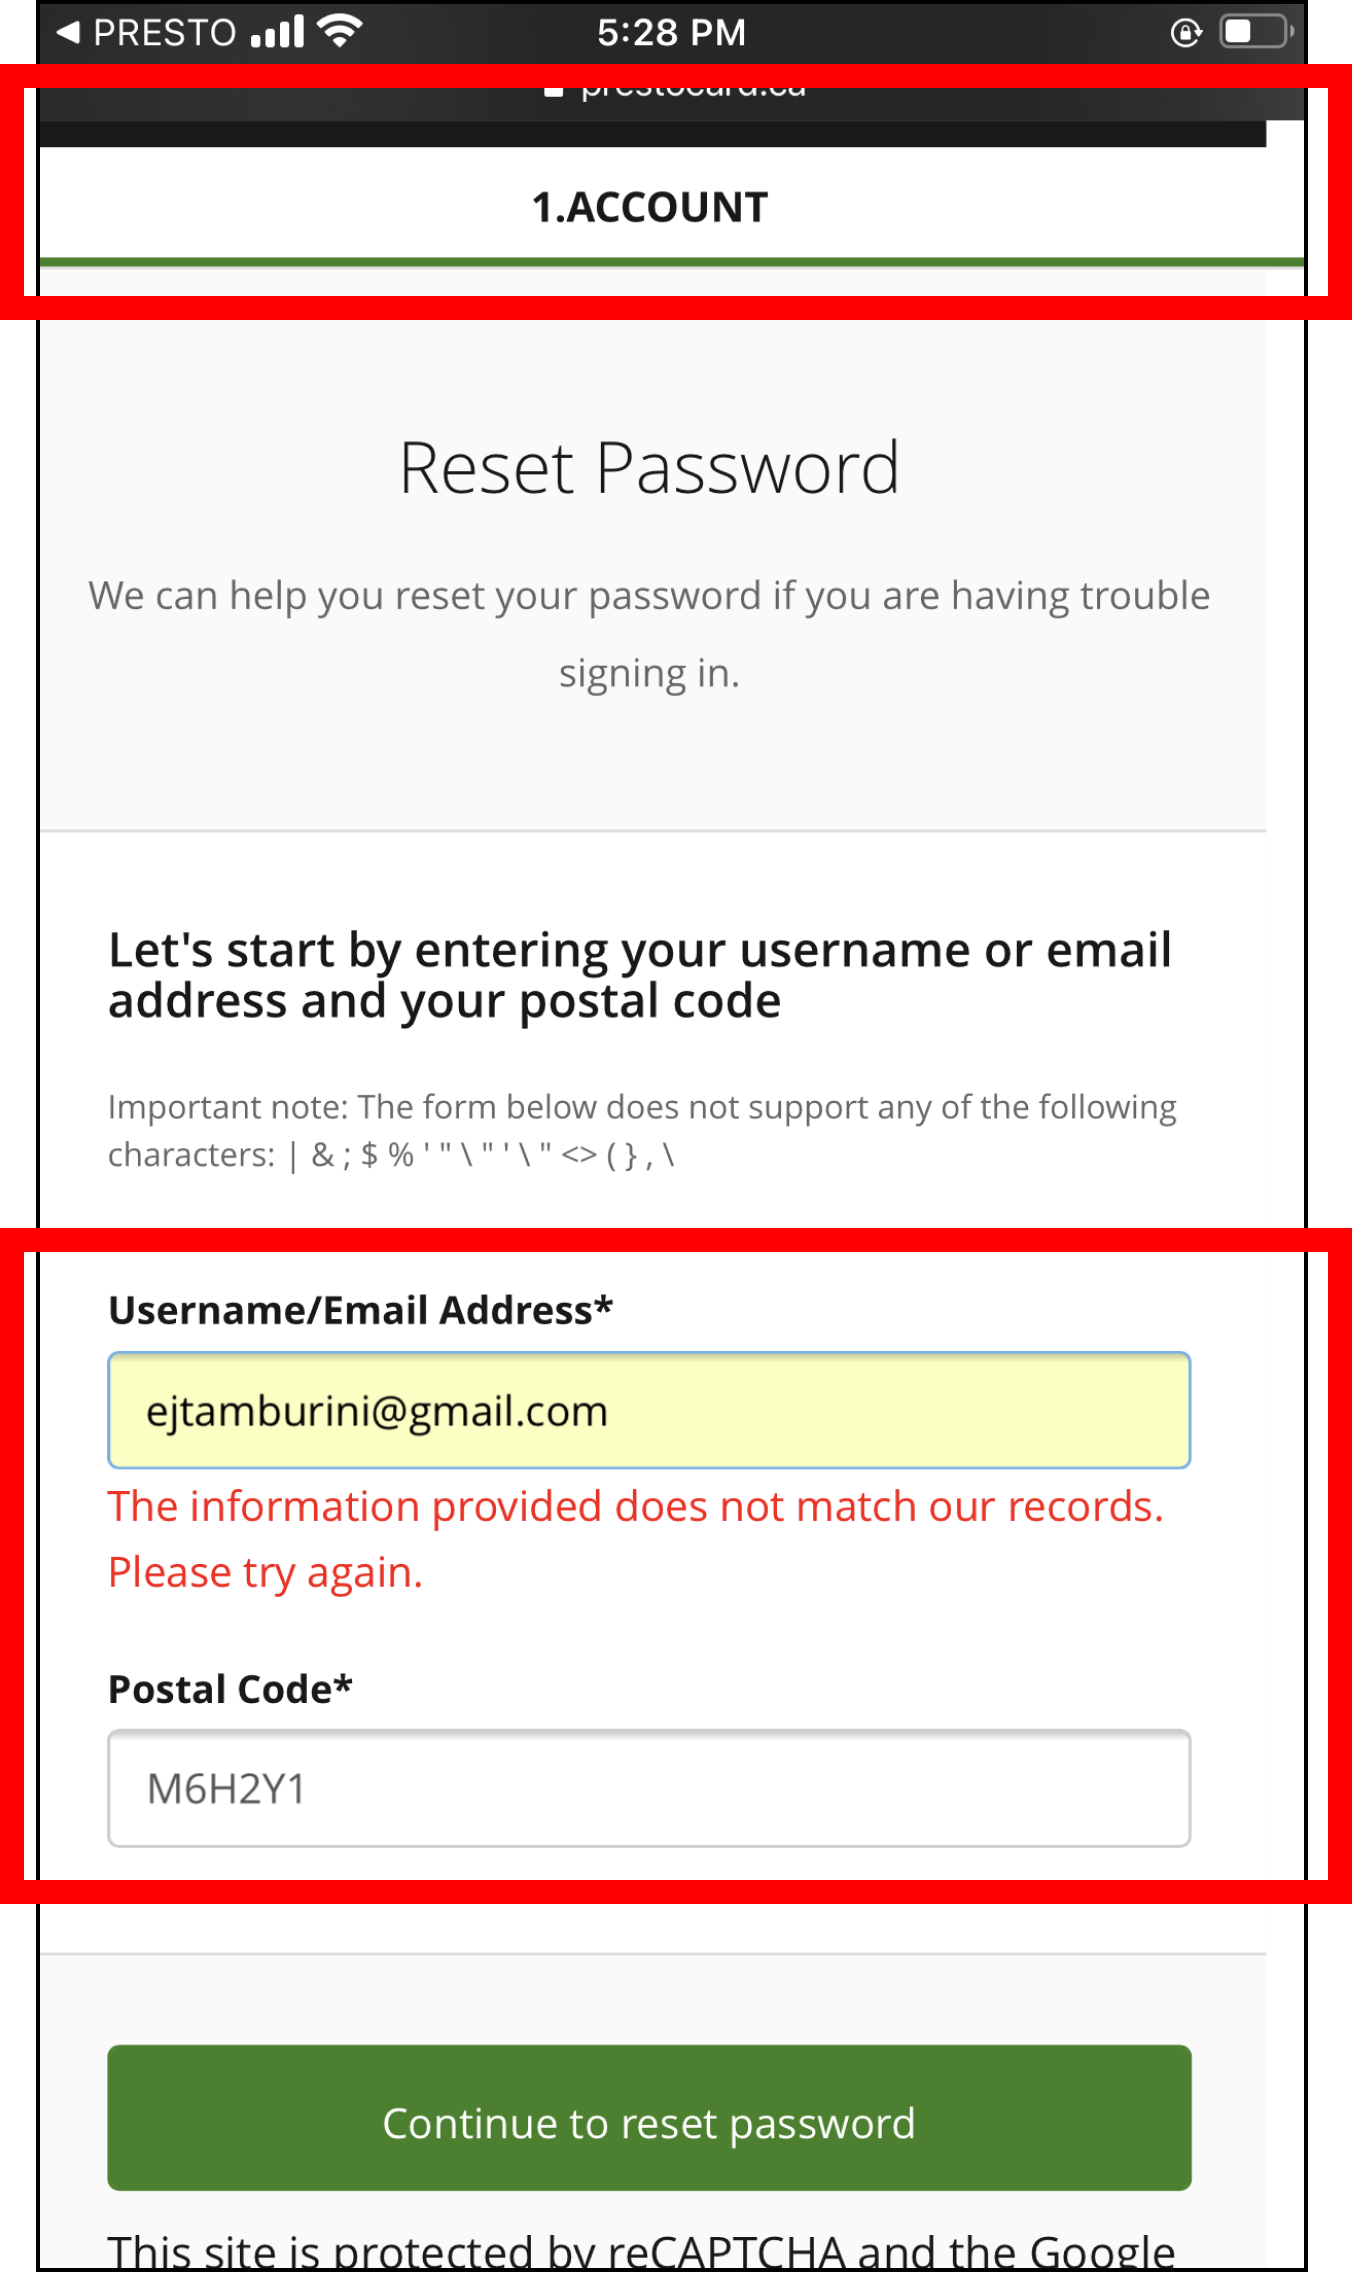 PRESTO
5:28 PM
prestocard.ca
1.ACCOUNT
Reset Password
We can help you reset your password if you are having trouble
signing in.
Let's start by entering your username or email
address and your postal code
Important note: The form below does not support any of the following
characters: | & ; $ % ' " \ " ' \ " <> ( } , \
Username/Email Address*
ejtamburini@gmail.com
The information provided does not match our records.
Please try again.
Postal Code*
M6H2Y1
Continue to reset password
This site is protected by reCAPTCHA and the Google